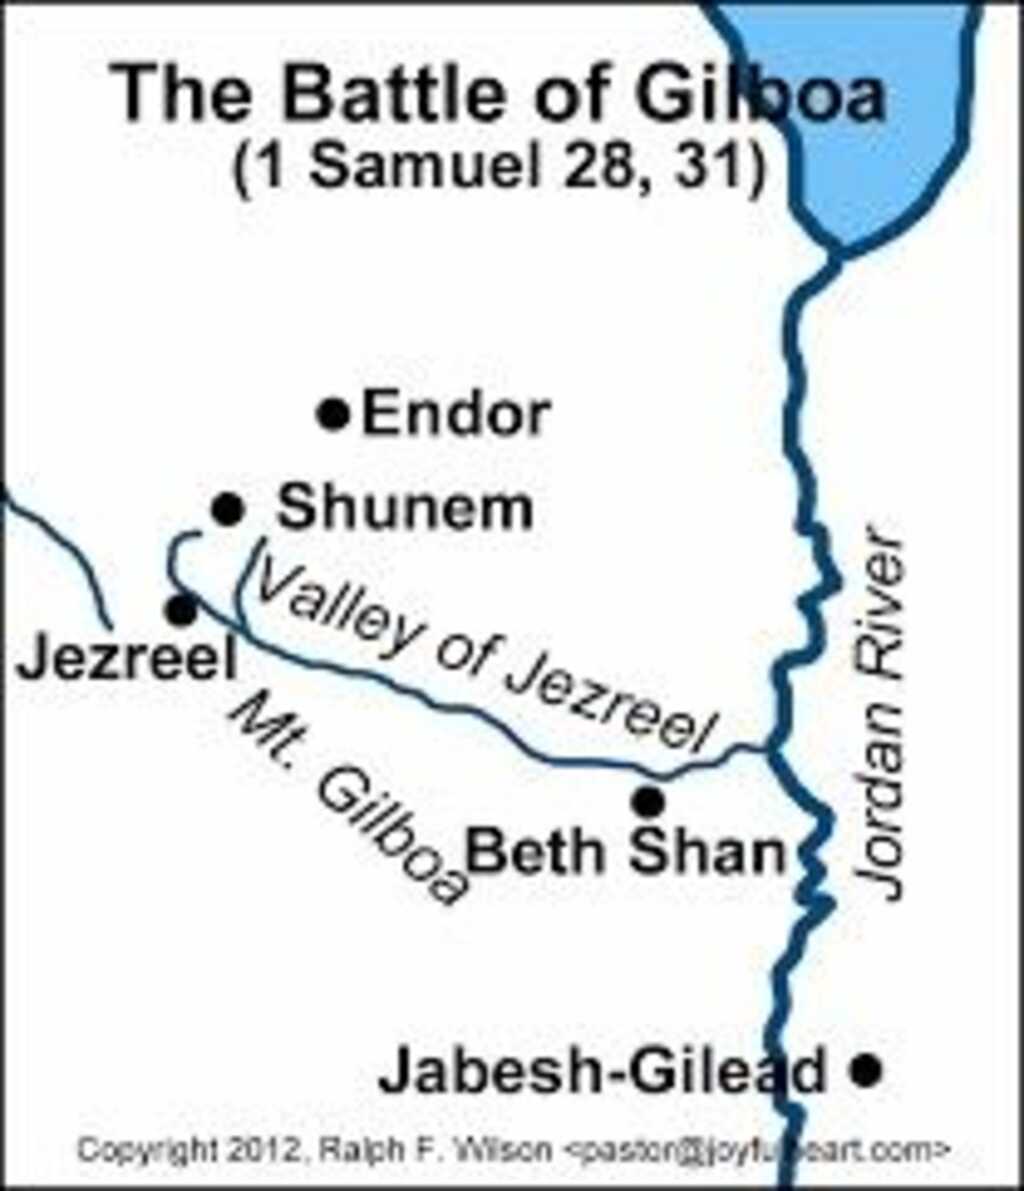 The Battle of Gilboa
(1 Samuel 28, 31)
Endor
Shunem
Valley of Jezreel
Jezreel
Mt. Gilboa
Jordan River
Beth Shan
Jabesh-Gilead
Copyright 2012, Ralph F. Wilson <pastor@joyfulheart.com>